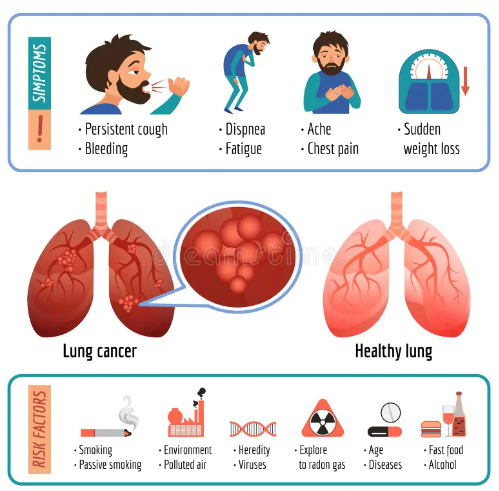 SIMPTOMS
!
· Persistent cough
· Bleeding
· Dispnea
· Fatigue
· Ache
· Chest pain
· Sudden
weight loss
dreamstime
Lung cancer
Healthy lung
RISK FACTORS
· Smoking
· Passive smoking
· Environment
· Polluted air
· Heredity
· Viruses
· Explore
to radon gas
· Age
· Diseases
· Fast food
· Alcohol